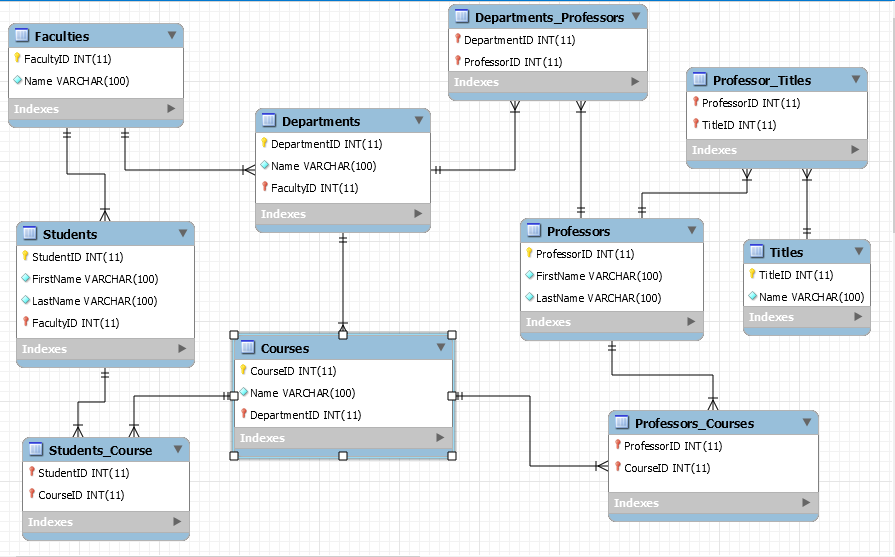 Faculties
FacultyID INT(11)
Name VARCHAR(100)
Indexes
Departments_Professors
DepartmentID INT(11)
ProfessorID INT(11)
Indexes
Professor_Titles
ProfessorID INT(11)
TitleID INT(11)
Indexes
Departments
DepartmentID INT(11)
Name VARCHAR(100)
FacultyID INT(11)
Indexes
Students
StudentID INT(11)
FirstName VARCHAR(100)
LastName VARCHAR(100)
FacultyID INT(11)
Indexes
Professors
ProfessorID INT(11)
FirstName VARCHAR(100)
LastName VARCHAR(100)
Indexes
Titles
TitleID INT(11)
Name VARCHAR(100)
Indexes
Courses
CourseID INT(11)
Name VARCHAR(100)
DepartmentID INT(11)
Indexes
Students_Course
StudentID INT(11)
CourseID INT(11)
Indexes
Professors_Courses
ProfessorID INT(11)
CourseID INT(11)
Indexes